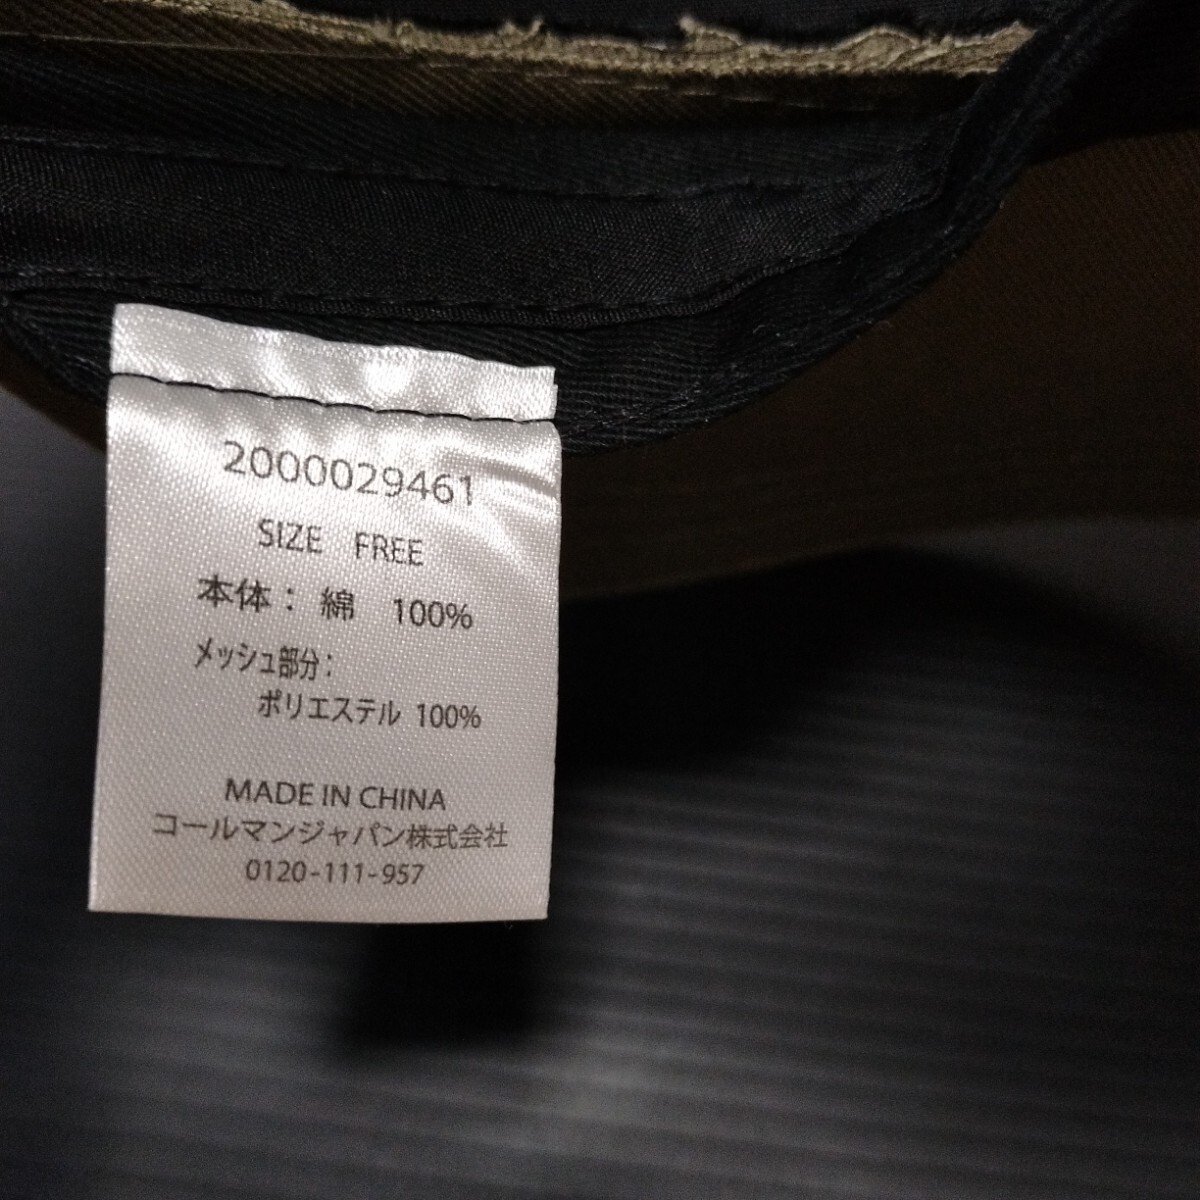 2000029461
SIZE FREE
本体： 綿 100%
メッシュ部分：
ポリエステル 100%
MADE IN CHINA
コールマンジャパン株式会社
0120-111-957